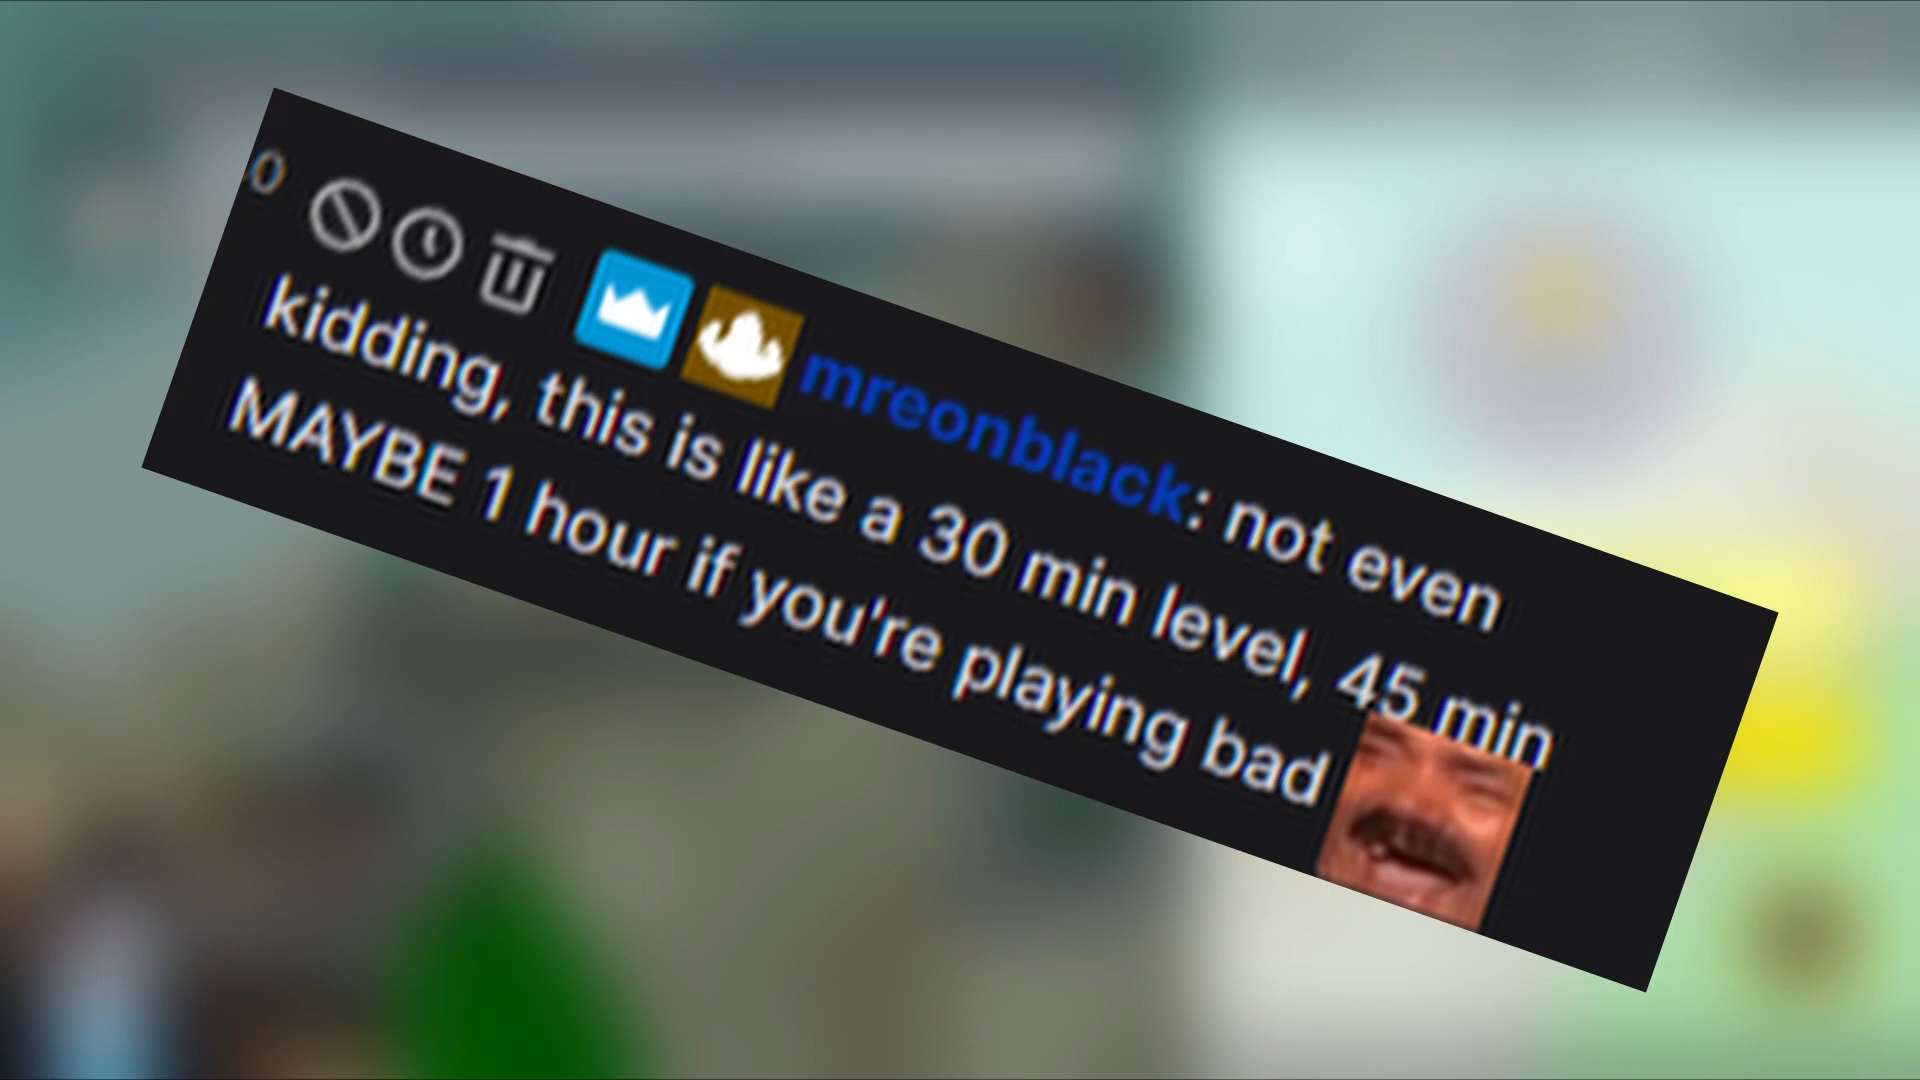 0 mreonblack: not even
kidding, this is like a 30 min level, 45 min
MAYBE 1 hour if you're playing bad